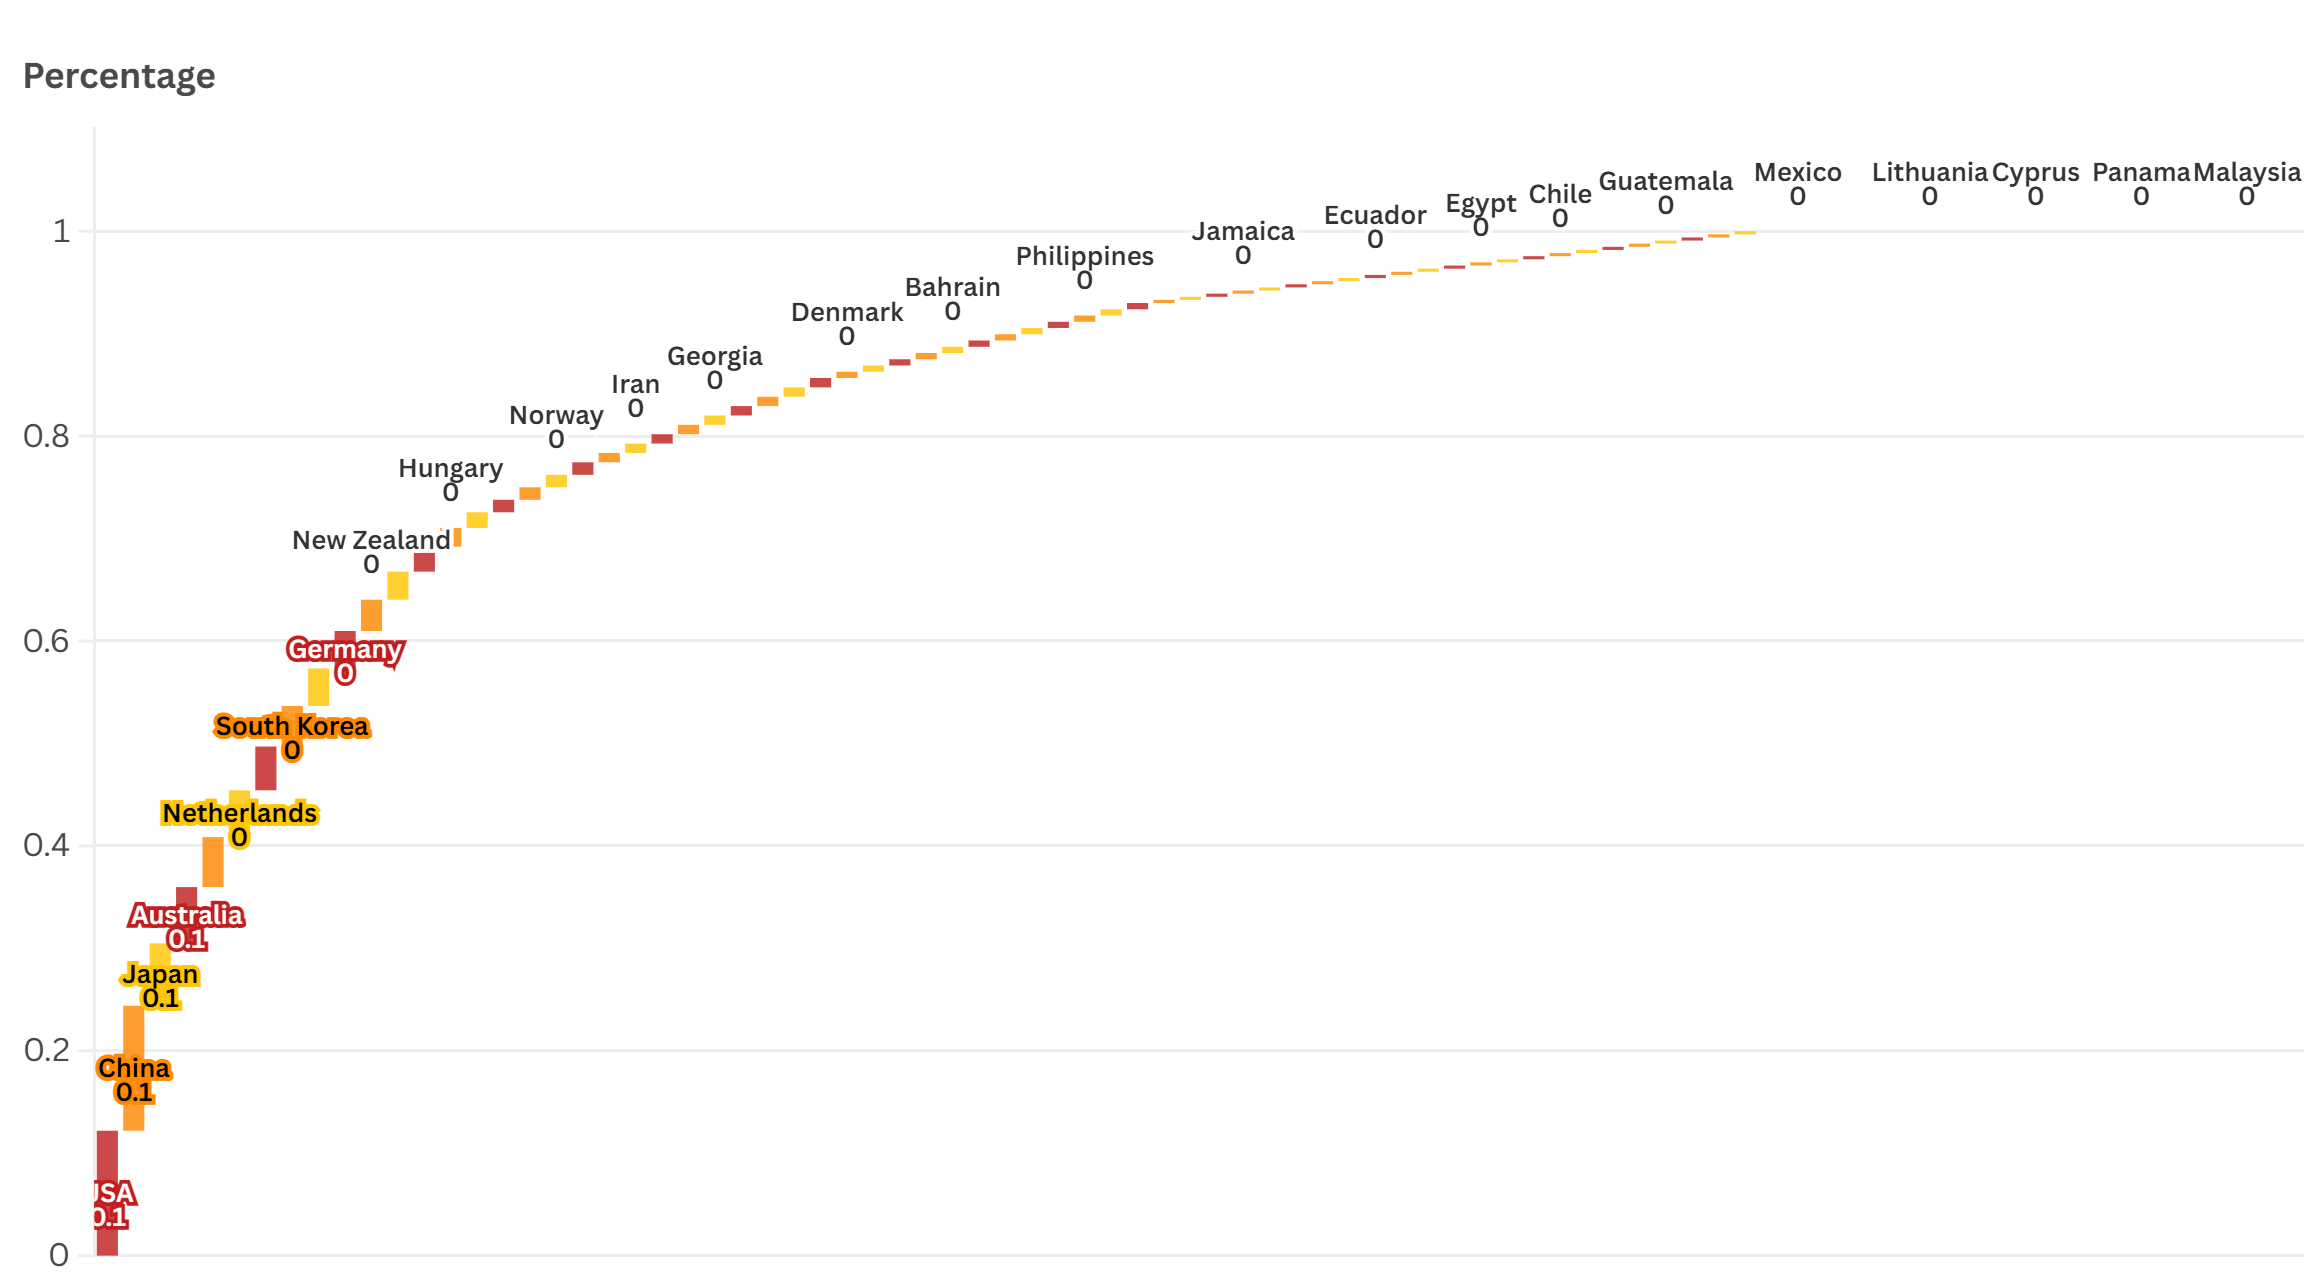 Percentage
Mexico
0
Lithuania
0
Cyprus
0
Panama
0
Malaysia
0
Guatemala
0
Chile
0
Egypt
0
Ecuador
0
Jamaica
0
1
Philippines
0
Bahrain
0
Denmark
0
Georgia
0
Iran
0
Norway
0
0.8
Hungary
0
New Zealand
0
0.6
Germany
0
South Korea
0
Netherlands
0
0.4
Australia
0.1
Japan
0.1
0.2
China
0.1
USA
0.1
0